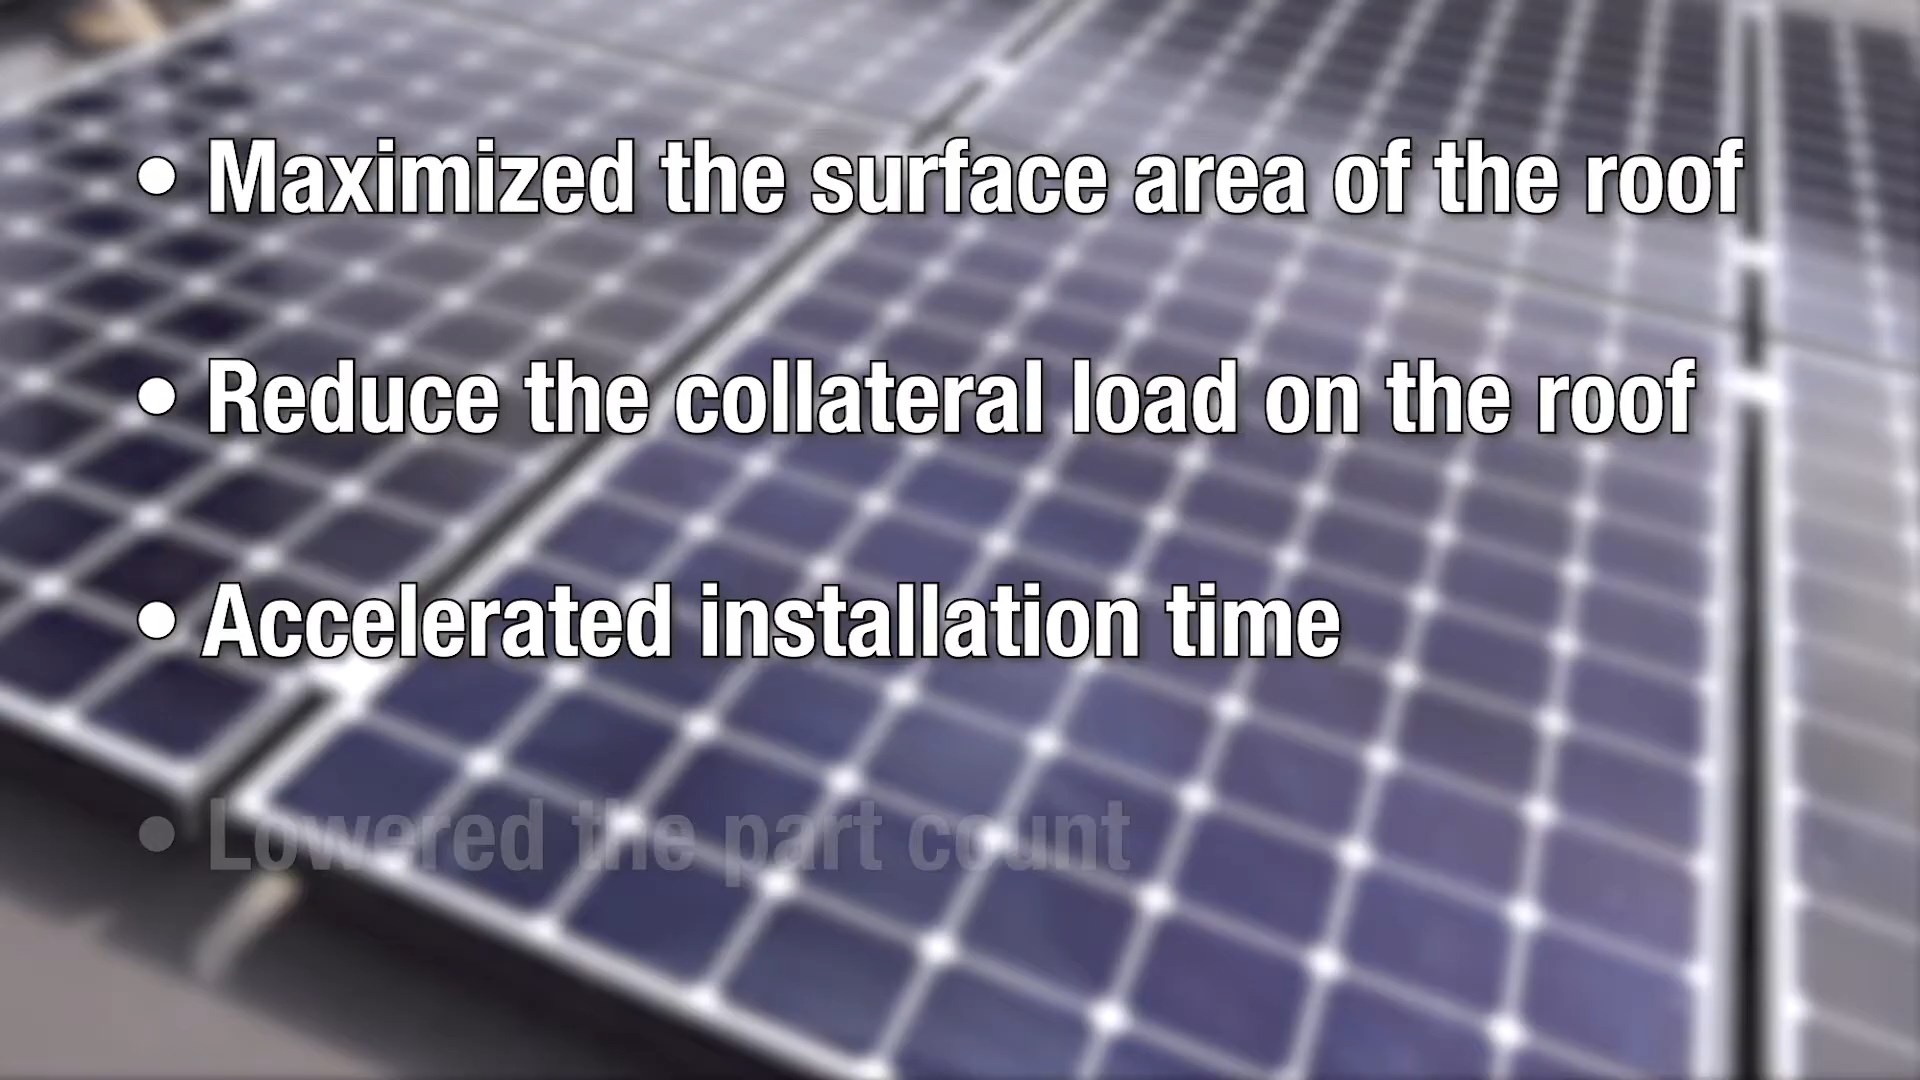 • Maximized the surface area of the roof
• Reduce the collateral load on the roof
• Accelerated installation time
• Lowered the part count